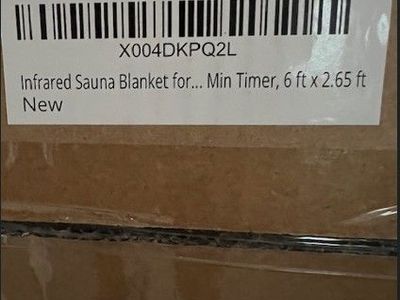 X004DKPQ2L
Infrared Sauna Blanket for... Min Timer, 6 ft x 2.65 ft
New